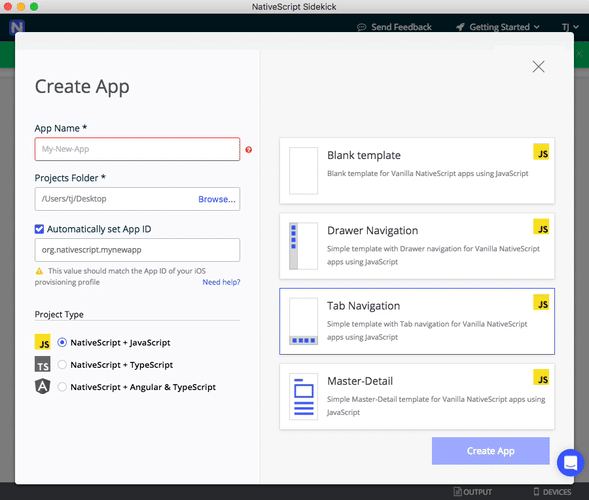 NativeScript Sidekick
N
Send Feedback
Getting Started
TJ
Create App
App Name *
My-New-App
Projects Folder *
/Users/tj/Desktop
Browse...
Automatically set App ID
org.nativescript.mynewapp
This value should match the App ID of your iOS
provisioning profile
Need help?
Project Type
JS
NativeScript + JavaScript
TS
NativeScript + TypeScript
A
NativeScript + Angular & TypeScript
Blank template
JS
Blank template for Vanilla NativeScript apps using JavaScript
Drawer Navigation
JS
Simple template with Drawer navigation for Vanilla NativeScript
apps using JavaScript
Tab Navigation
JS
Simple template with Tab navigation for Vanilla NativeScript
apps using JavaScript
Master-Detail
JS
Simple Master-Detail template for Vanilla NativeScript apps using
JavaScript
Create App
OUTPUT
DEVICES